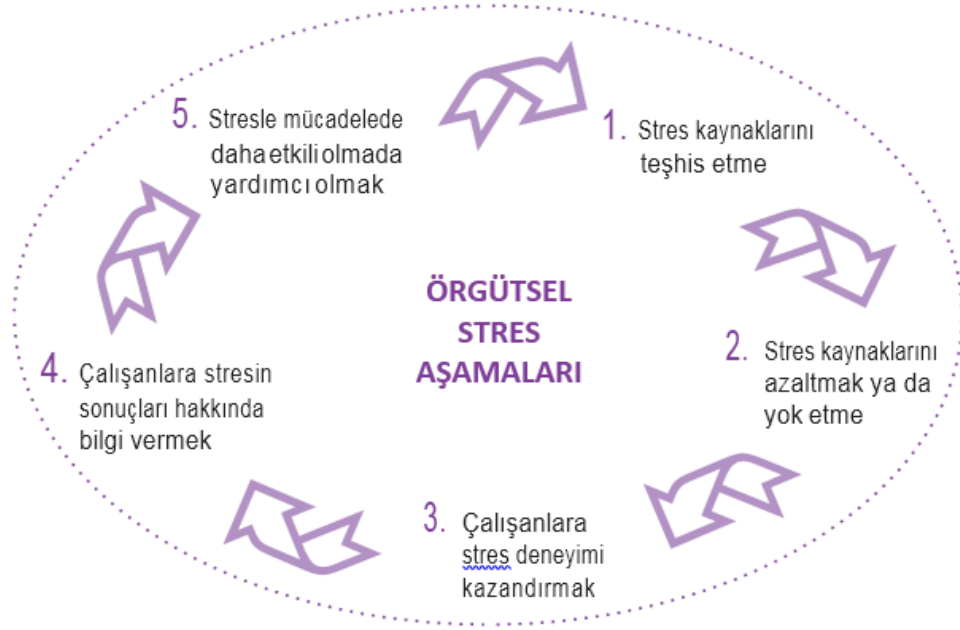 ÖRGÜTSEL
STRES
AŞAMALARI
1. Stres kaynaklarını
teşhis etme
2. Stres kaynaklarını
azaltmak ya da
yok etme
3. Çalışanlara
stres deneyimi
kazandırmak
4. Çalışanlara stresin
sonuçları hakkında
bilgi vermek
5. Stresle mücadelede
daha etkili olmada
yardımcı olmak